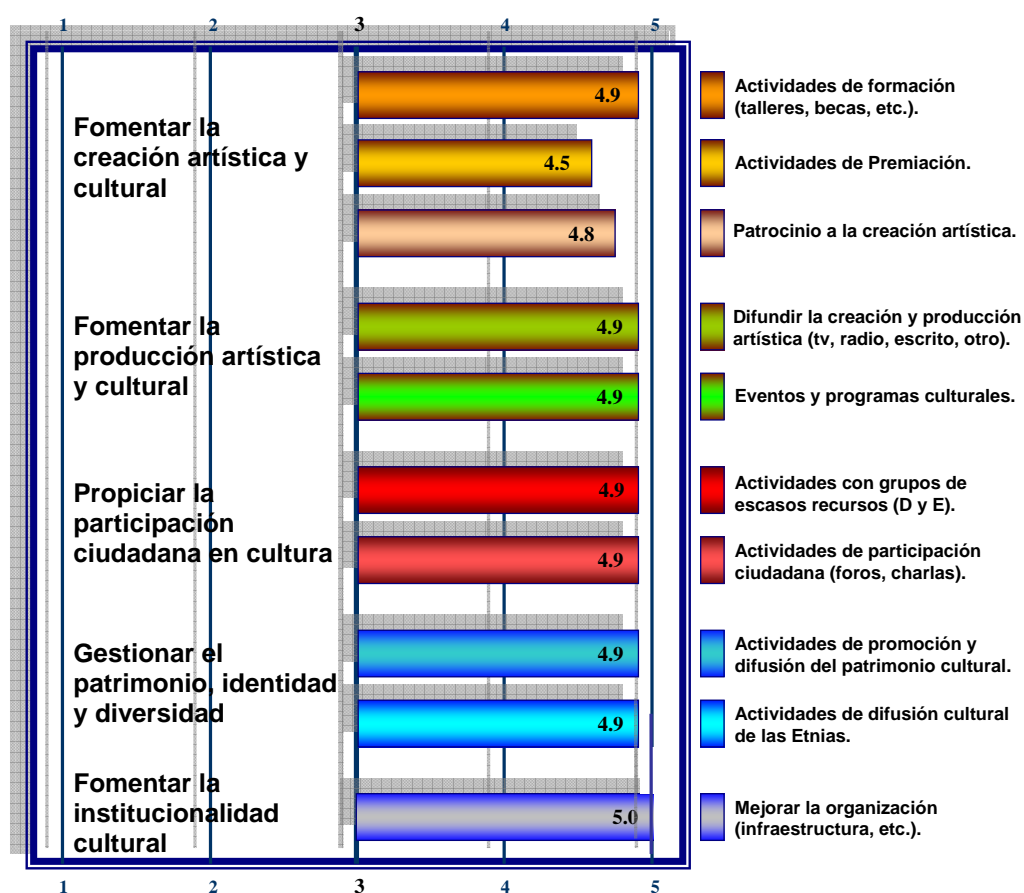 1 2 3 4 5
Fomentar la
creación artística y
cultural
4.9
Actividades de formación
(talleres, becas, etc.).
4.5
Actividades de Premiación.
4.8
Patrocinio a la creación artística.
Fomentar la
producción artística
y cultural
4.9
Difundir la creación y producción
artística (tv, radio, escrito, otro).
4.9
Eventos y programas culturales.
Propiciar la
participación
ciudadana en cultura
4.9
Actividades con grupos de
escasos recursos (D y E).
4.9
Actividades de participación
ciudadana (foros, charlas).
Gestionar el
patrimonio, identidad
y diversidad
4.9
Actividades de promoción y
difusión del patrimonio cultural.
4.9
Actividades de difusión cultural
de las Etnias.
Fomentar la
institucionalidad
cultural
5.0
Mejorar la organización
(infraestructura, etc.).
1 2 3 4 5